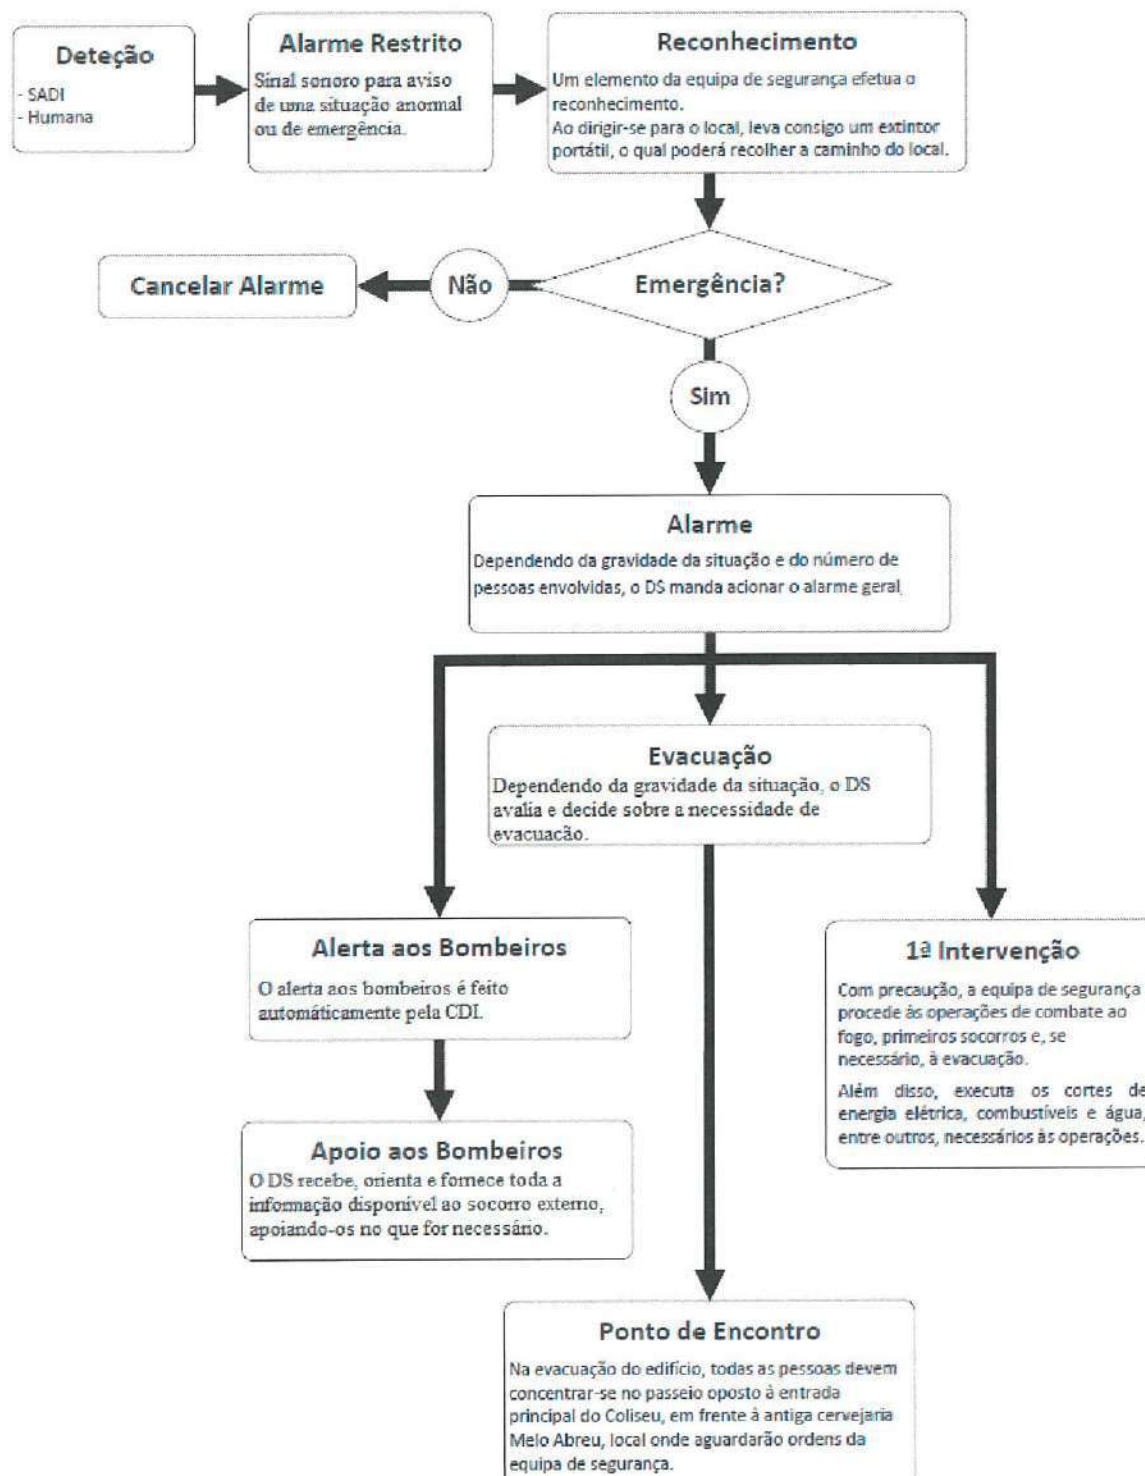 Deteção
- SADI
- Humana
Alarme Restrito
Sinal sonoro para aviso
de uma situação anormal
ou de emergência.
Reconhecimento
Um elemento da equipa de segurança efetua o
reconhecimento.
Ao dirigir-se para o local, leva consigo um extintor
portátil, o qual poderá recolher a caminho do local.
Emergência?
Não
Cancelar Alarme
Sim
Alarme
Dependendo da gravidade da situação e do número de
pessoas envolvidas, o DS manda acionar o alarme geral.
Evacuação
Dependendo da gravidade da situação, o DS
avalia e decide sobre a necessidade de
evacuacão.
Alerta aos Bombeiros
O alerta aos bombeiros é feito
automáticamente pela CDI.
1ª Intervenção
Com precaução, a equipa de segurança
procede às operações de combate ao
fogo, primeiros socorros e, se
necessário, à evacuação.
Além disso, executa os cortes de
energia elétrica, combustíveis e água,
entre outros, necessários às operações.
Apoio aos Bombeiros
O DS recebe, orienta e fornece toda a
informação disponível ao socorro externo,
apoiando-os no que for necessário.
Ponto de Encontro
Na evacuação do edifício, todas as pessoas devem
concentrar-se no passeio oposto à entrada
principal do Coliseu, em frente à antiga cervejaria
Melo Abreu, local onde aguardarão ordens da
equipa de segurança.